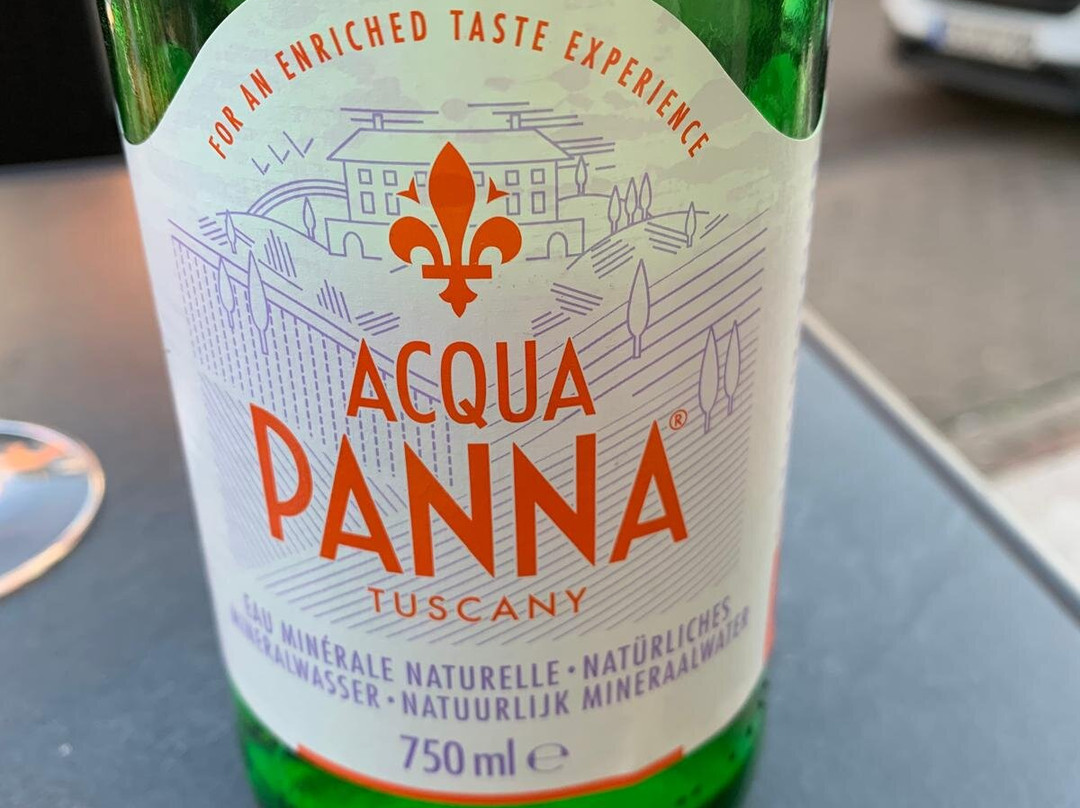 FOR AN ENRICHED TASTE EXPERIENCE
ACQUA
PANNA®
TUSCANY
EAU MINÉRALE NATURELLE • NATÜRLICHES
MINERALWASSER • NATUURLIJK MINERAALWATER
750 ml ℮